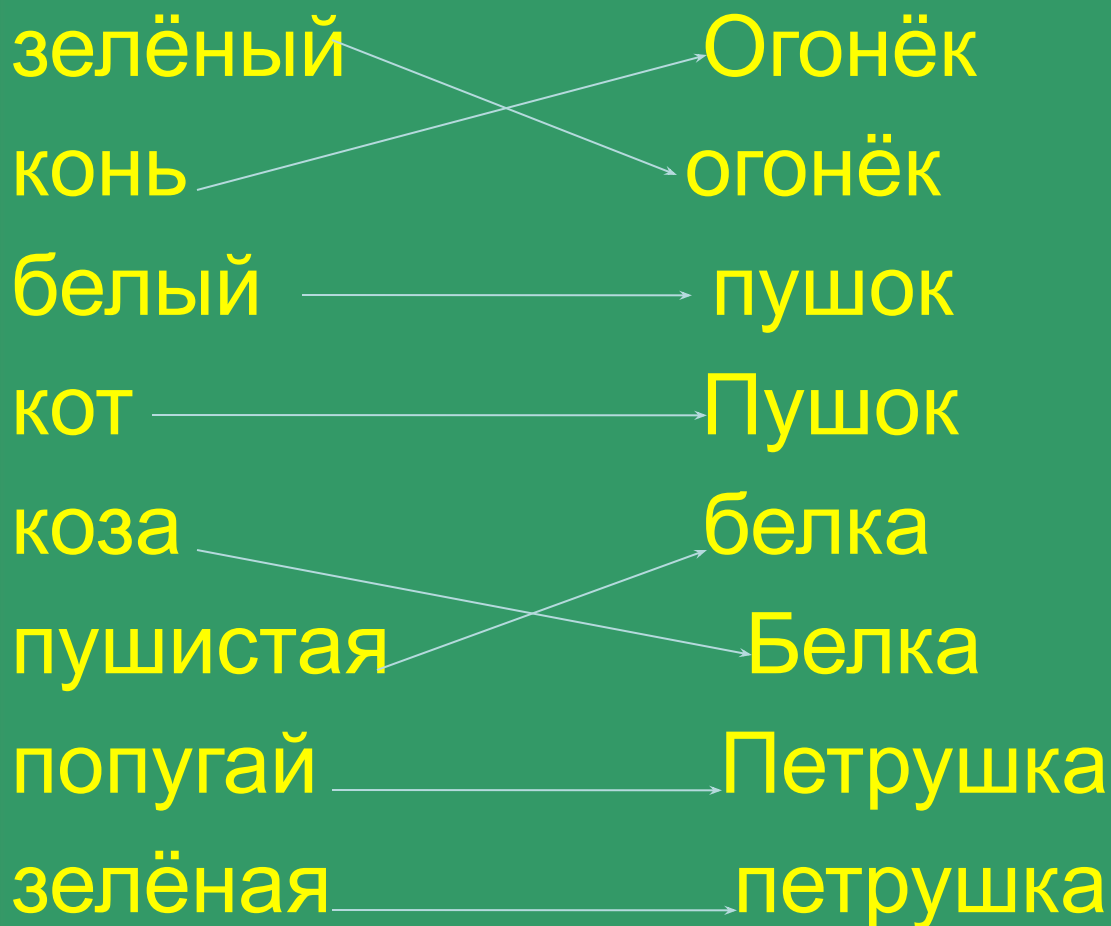 зелёный Огонёк
конь огонёк
белый пушок
кот Пушок
коза белка
пушистая Белка
попугай Петрушка
зелёная петрушка